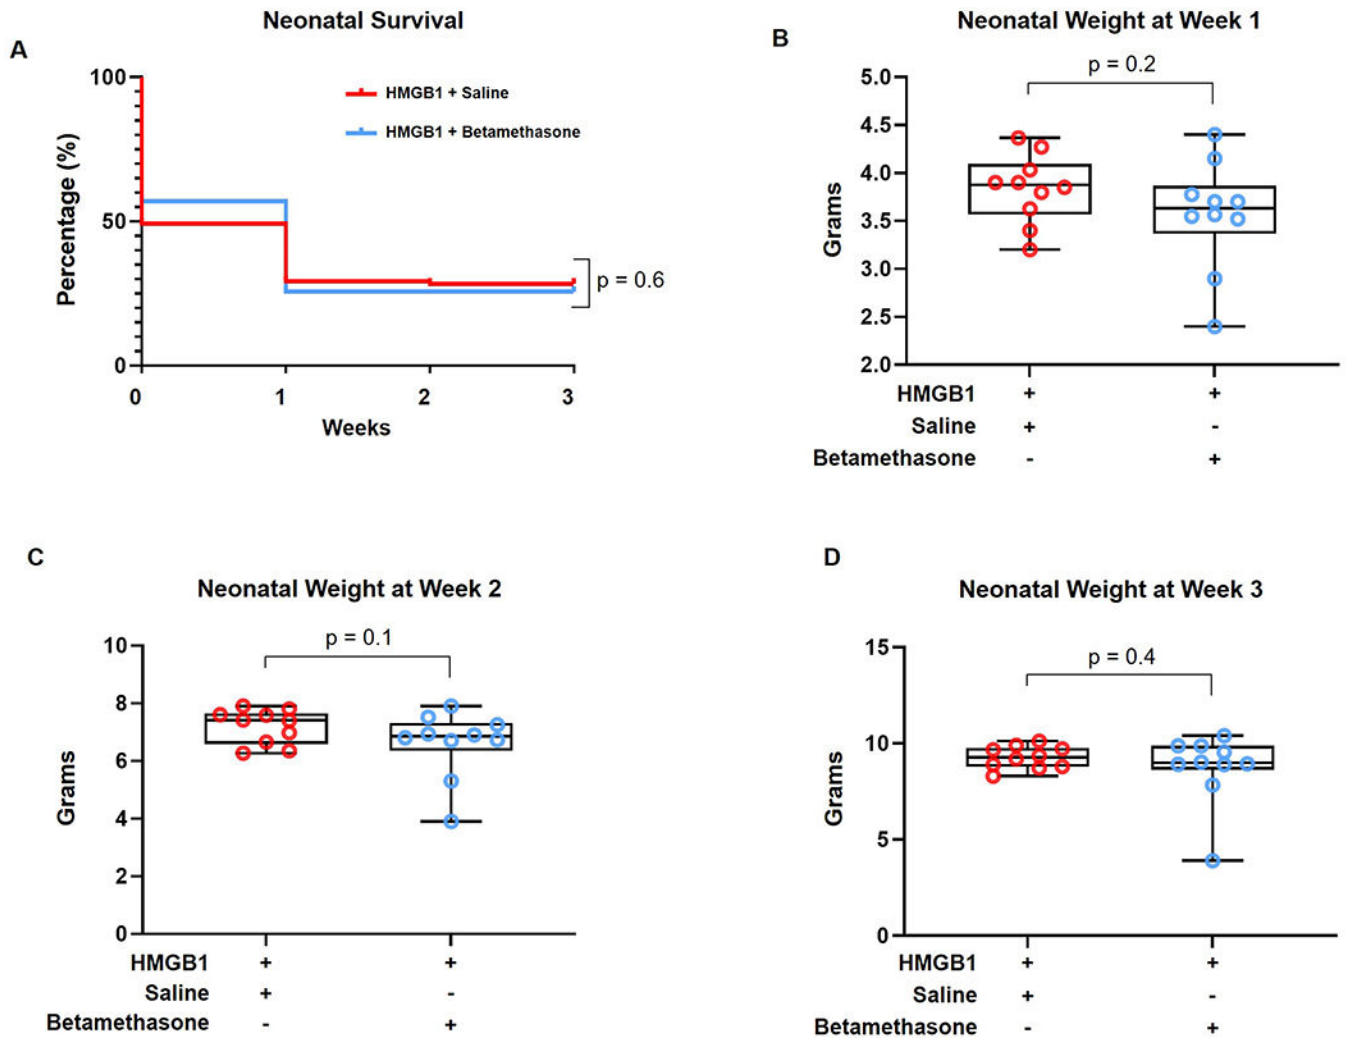 A
Neonatal Survival
100
50
0
Percentage (%)
HMGB1 + Saline
HMGB1 + Betamethasone
p = 0.6
0 1 2 3
Weeks
B
Neonatal Weight at Week 1
p = 0.2
5.0
4.5
4.0
3.5
3.0
2.5
2.0
Grams
HMGB1 + +
Saline + -
Betamethasone - +
C
Neonatal Weight at Week 2
p = 0.1
10
8
6
4
2
0
Grams
HMGB1 + +
Saline + -
Betamethasone - +
D
Neonatal Weight at Week 3
p = 0.4
15
10
5
0
Grams
HMGB1 + +
Saline + -
Betamethasone - +